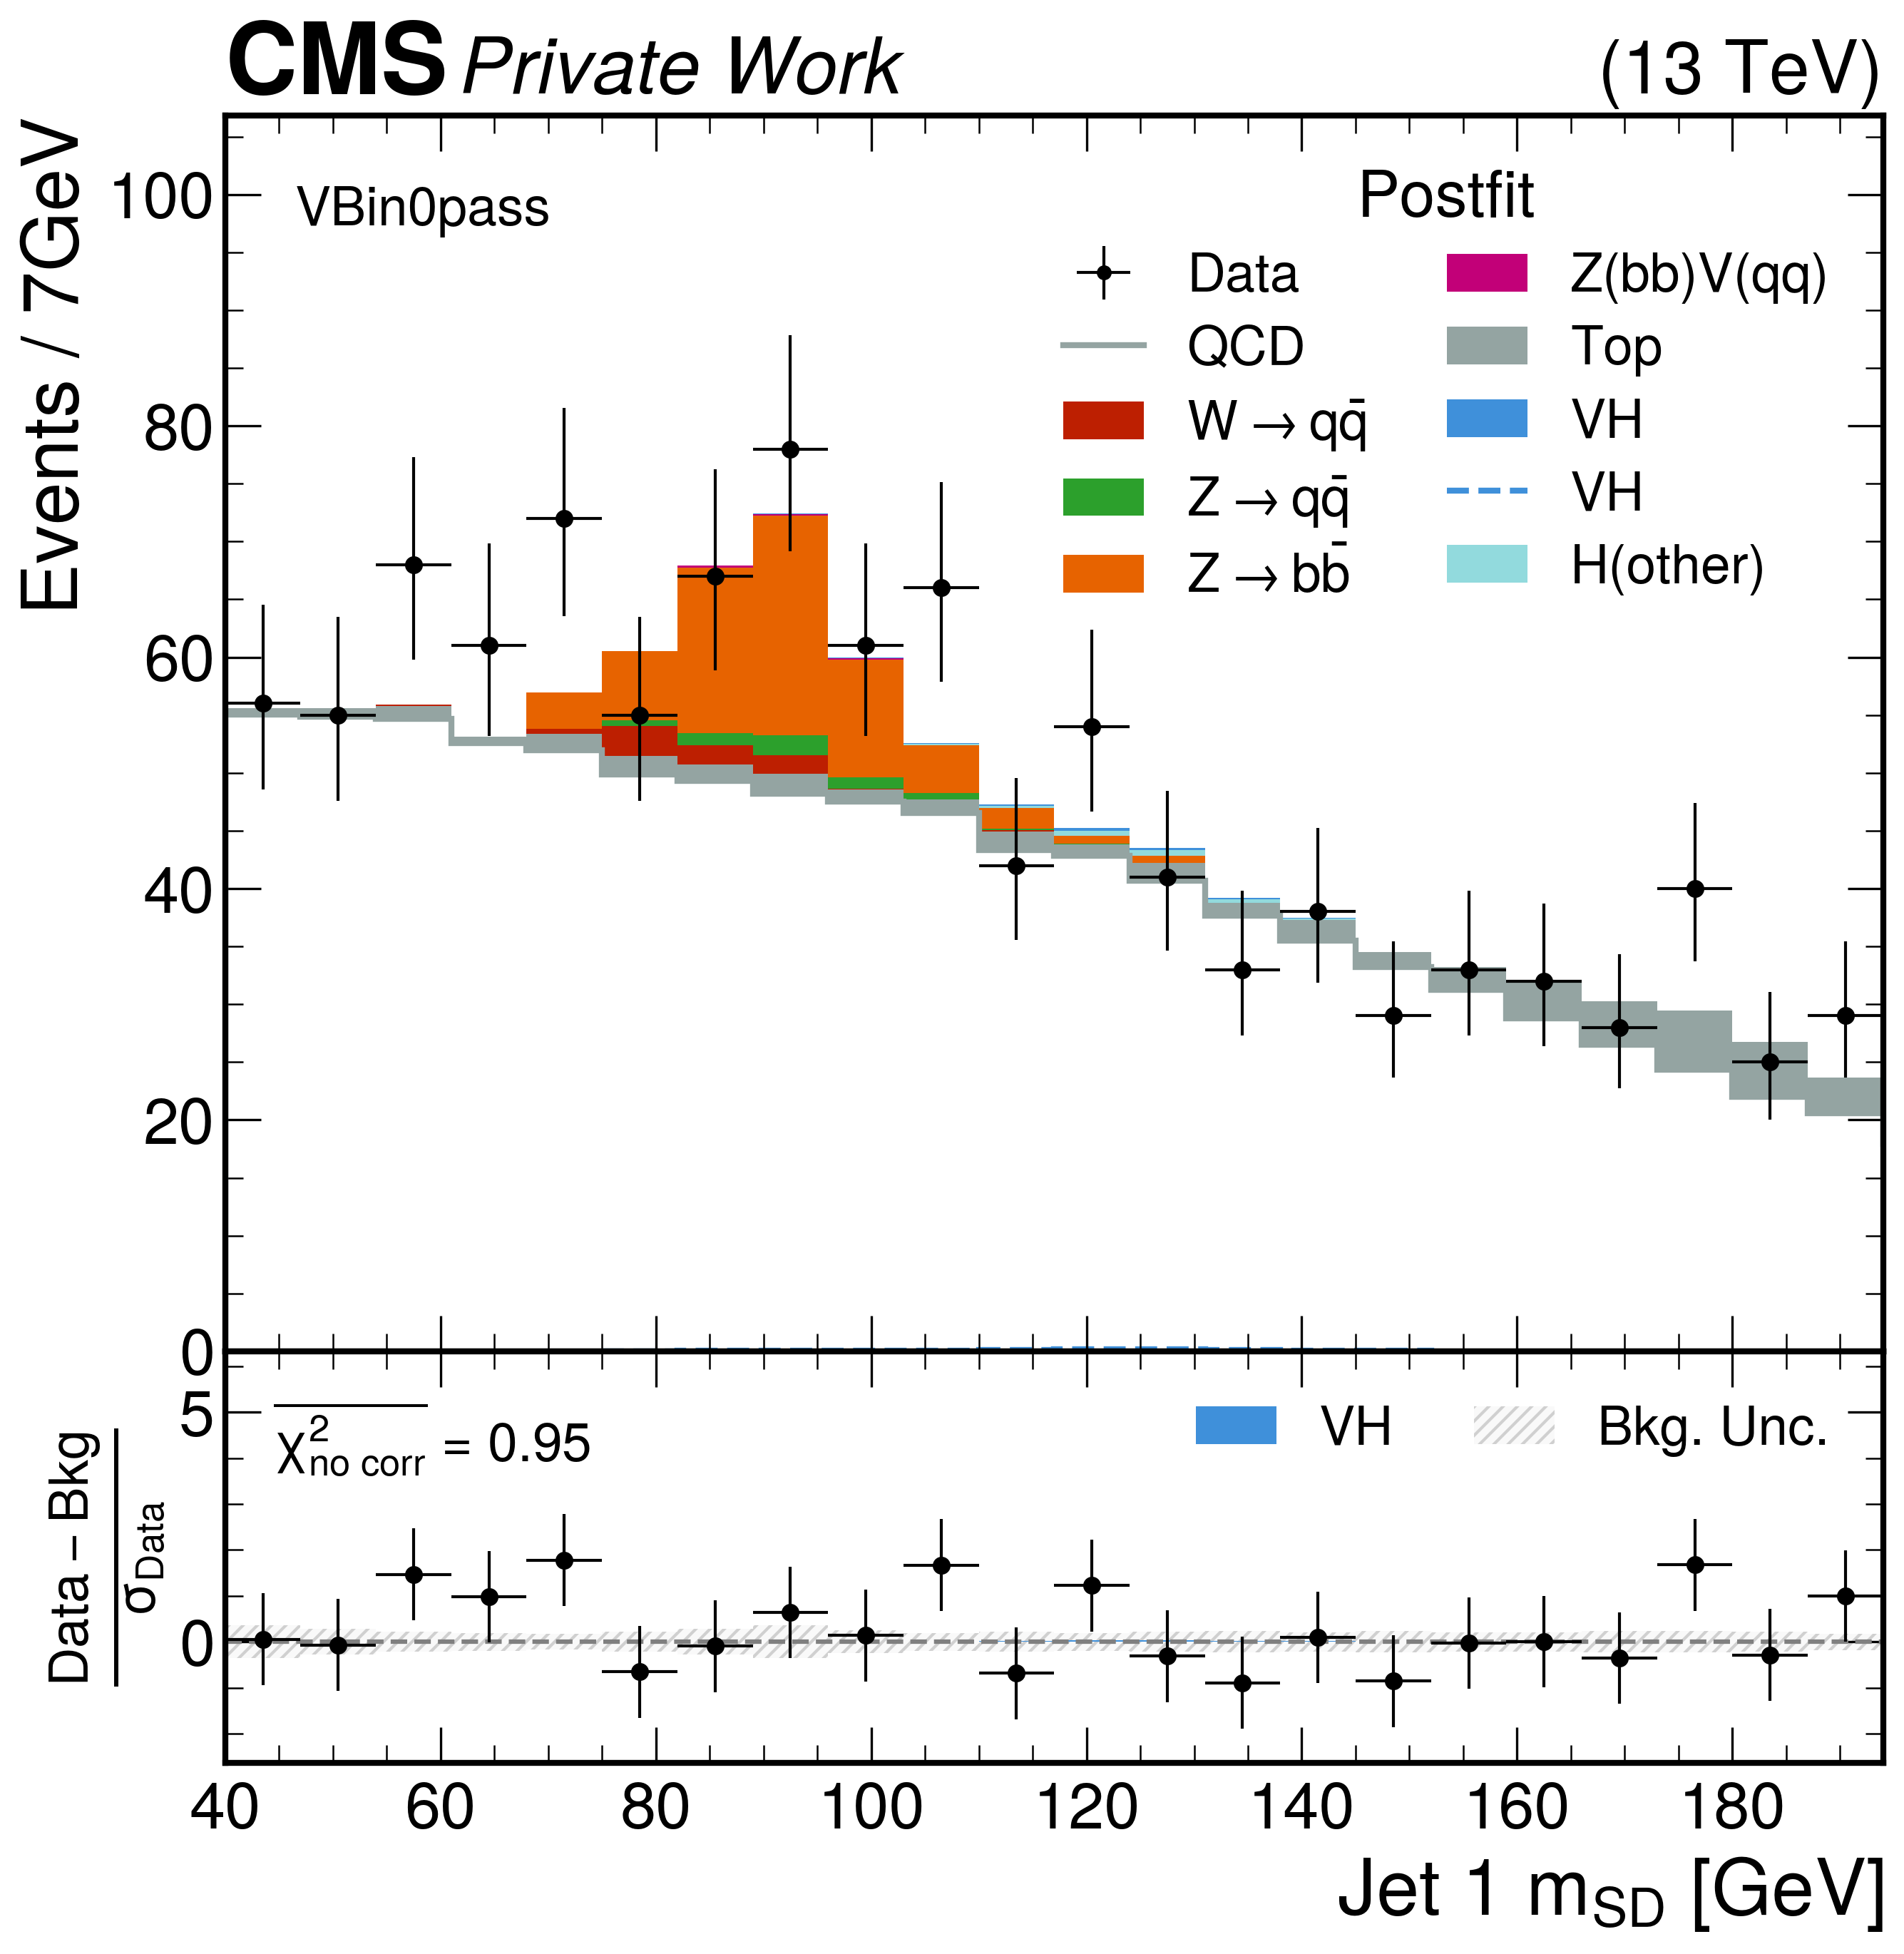 CMS Private Work (13 TeV)
Events / 7GeV
100
80
60
40
20
0
VBin0pass
Postfit
Data
QCD
W → qq̄
Z → qq̄
Z → bb̄
Z(bb)V(qq)
Top
VH
VH
H(other)
Data – Bkg
σData
5
0
χ²no corr = 0.95
VH
Bkg. Unc.
40 60 80 100 120 140 160 180
Jet 1 mSD [GeV]